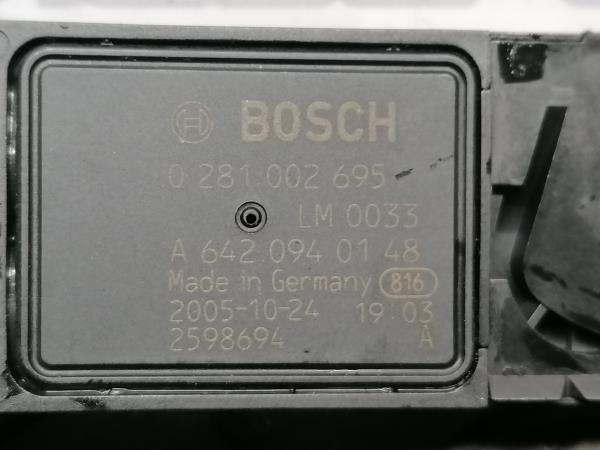 BOSCH
0 281 002 695
LM 0033
A 642 094 01 48
Made in Germany 816
2005-10-24 19:03
2598694 A